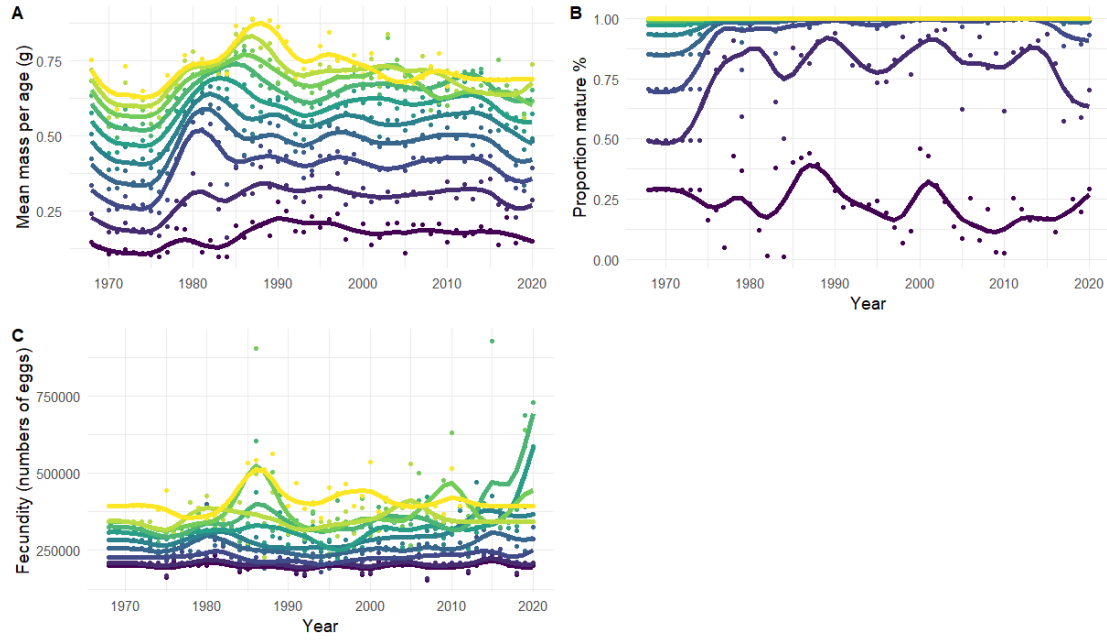 A
Mean mass per age (g)
0.75
0.50
0.25
1970 1980 1990 2000 2010 2020
B
Proportion mature %
1.00
0.75
0.50
0.25
0.00
1970 1980 1990 2000 2010 2020
Year
C
Fecundity (numbers of eggs)
750000
500000
250000
1970 1980 1990 2000 2010 2020
Year